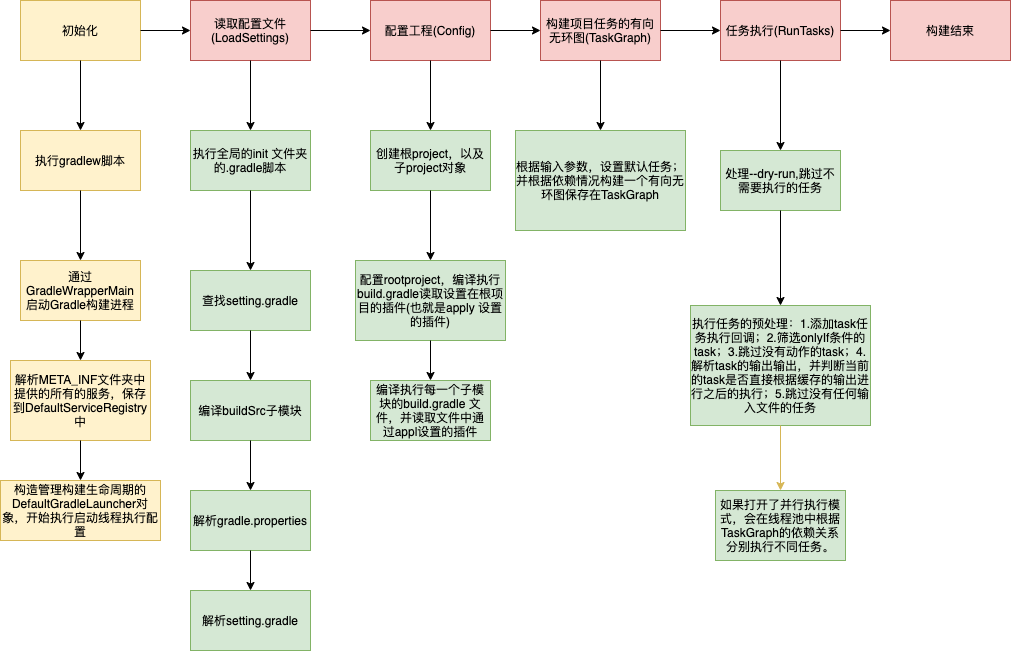 初始化
读取配置文件
(LoadSettings)
配置工程(Config)
构建项目任务的有向
无环图(TaskGraph)
任务执行(RunTasks)
构建结束
执行gradlew脚本
通过
GradleWrapperMain
启动Gradle构建进程
解析META_INF文件夹中
提供的所有的服务，保存
到DefaultServiceRegistry
中
构造管理构建生命周期的
DefaultGradleLauncher对
象，开始执行启动线程执行配
置
执行全局的init 文件夹
的.gradle脚本
查找setting.gradle
编译buildSrc子模块
解析gradle.properties
解析setting.gradle
创建根project，以及
子project对象
配置rootproject，编译执行
build.gradle读取设置在根项
目的插件(也就是apply 设置
的插件)
编译执行每一个子模
块的build.gradle 文
件，并读取文件中通
过appl设置的插件
根据输入参数，设置默认任务；
并根据依赖情况构建一个有向无
环图保存在TaskGraph
处理--dry-run,跳过不
需要执行的任务
执行任务的预处理：1.添加task任
务执行回调；2.筛选onlyIf条件的
task；3.跳过没有动作的task；4.
解析task的输出输出，并判断当前
的task是否直接根据缓存的输出进
行之后的执行；5.跳过没有任何输
入文件的任务
如果打开了并行执行模
式，会在线程池中根据
TaskGraph的依赖关系
分别执行不同任务。